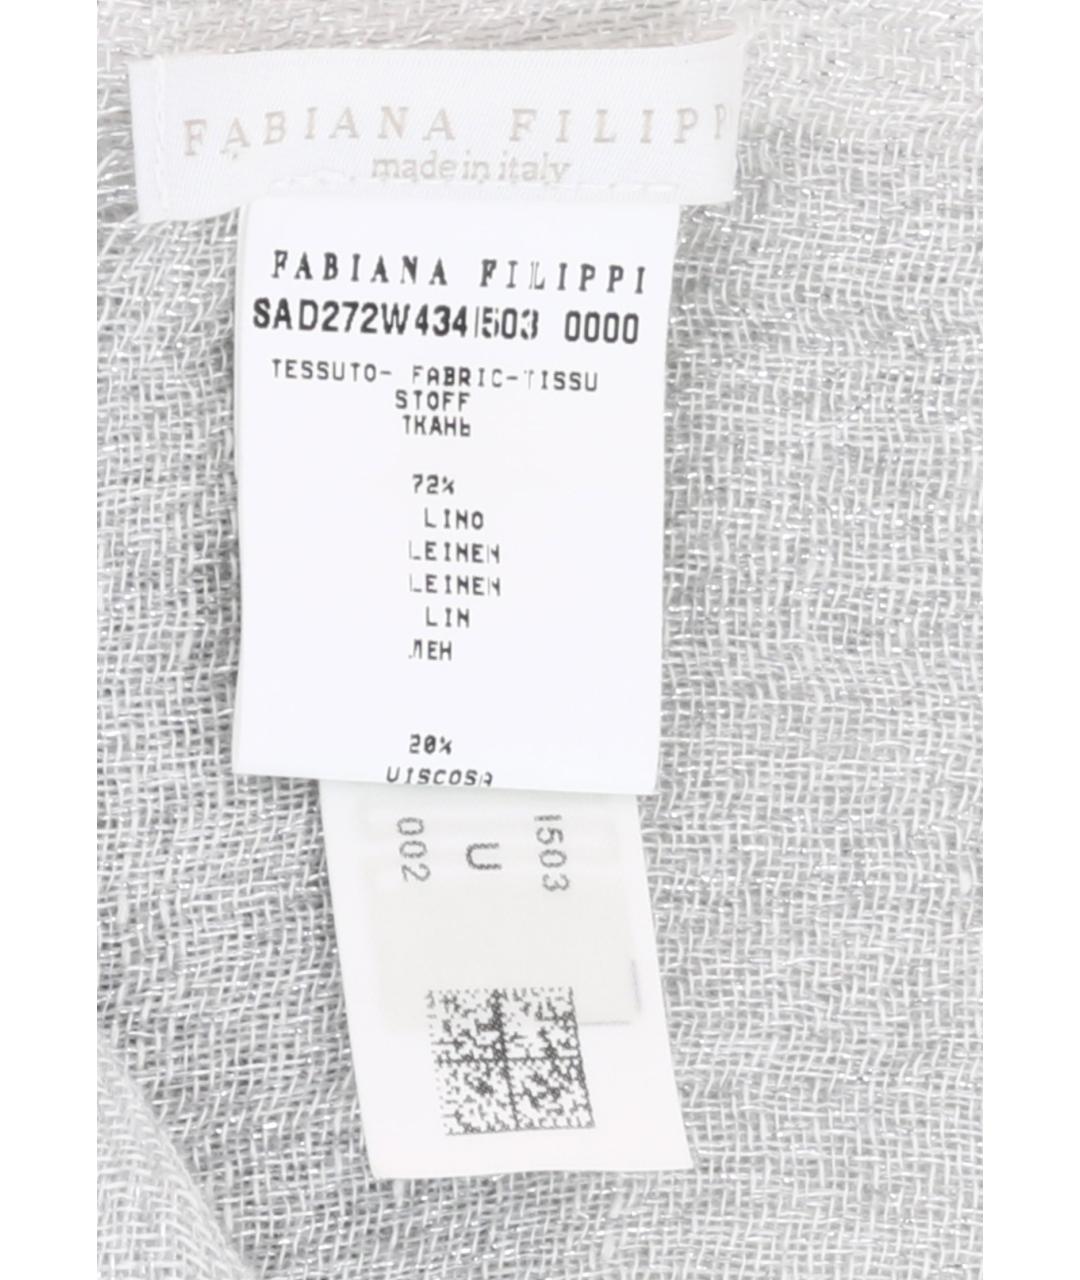 FABIANA FILIPP
made in italy
FABIANA FILIPPI
SAD272W434I503 0000
TESSUTO- FABRIC-TISSU
STOFF
ТКАНЬ
72%
LINO
LEINEN
LEINEN
LIN
ЛЕН
20%
VISCOSA
I503
U
002